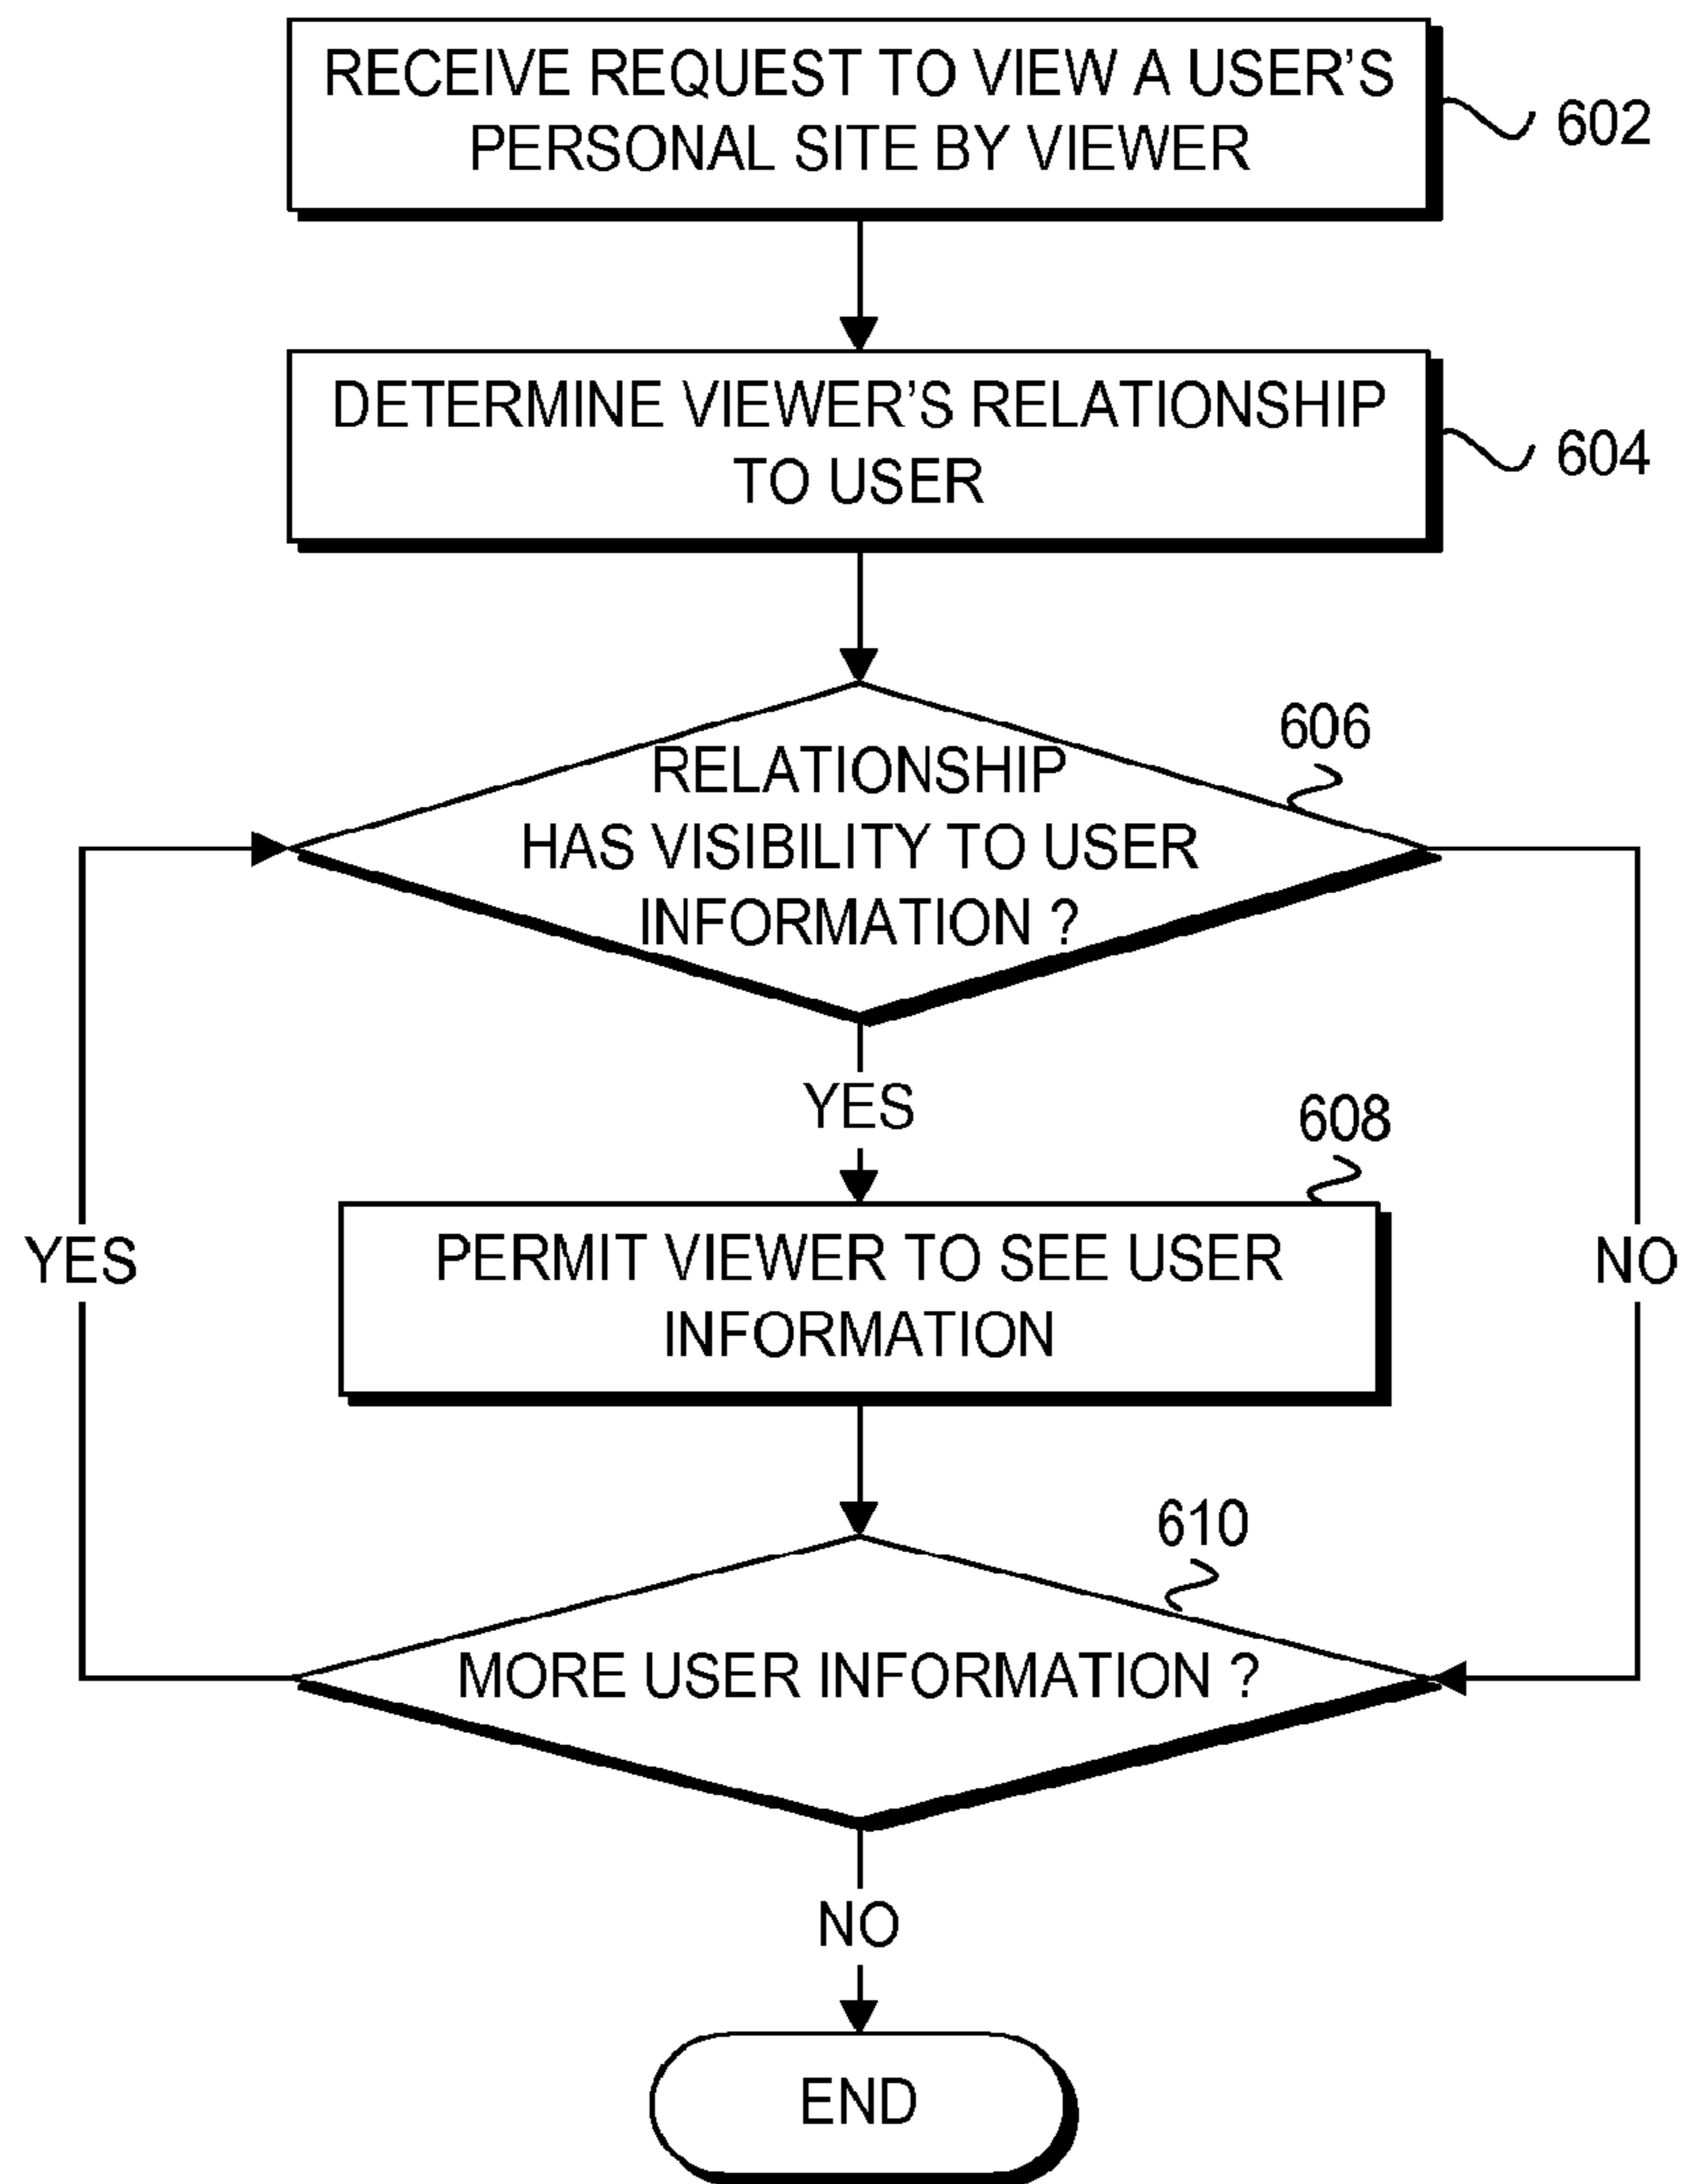 RECEIVE REQUEST TO VIEW A USER'S
PERSONAL SITE BY VIEWER
602
DETERMINE VIEWER'S RELATIONSHIP
TO USER
604
606
RELATIONSHIP
HAS VISIBILITY TO USER
INFORMATION ?
YES
608
YES
PERMIT VIEWER TO SEE USER
INFORMATION
NO
610
MORE USER INFORMATION ?
NO
END